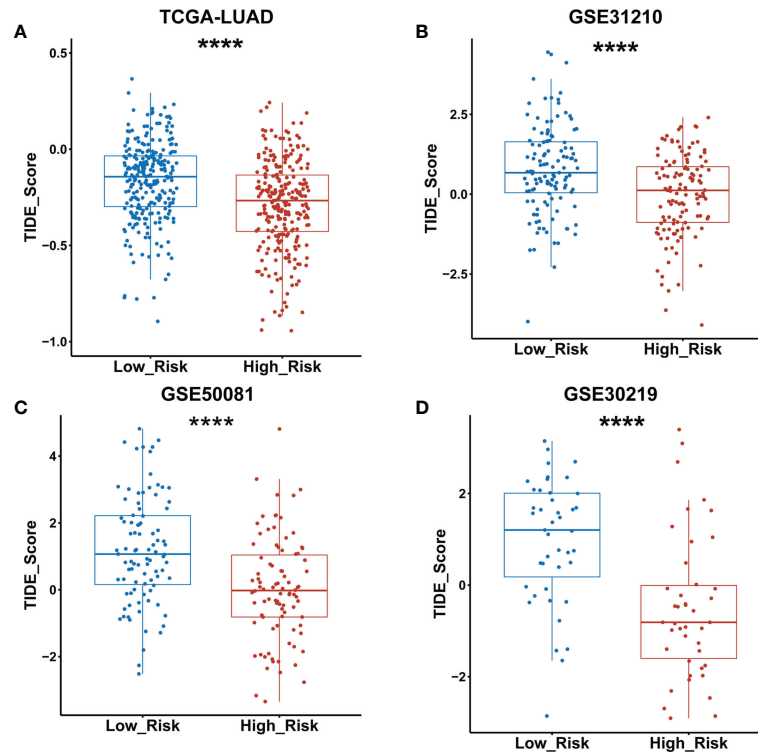 A
TCGA-LUAD
****
0.5
0.0
−0.5
−1.0
TIDE_Score
Low_Risk High_Risk
B
GSE31210
****
2.5
0.0
−2.5
TIDE_Score
Low_Risk High_Risk
C
GSE50081
****
4
2
0
−2
TIDE_Score
Low_Risk High_Risk
D
GSE30219
****
2
0
−2
TIDE_Score
Low_Risk High_Risk